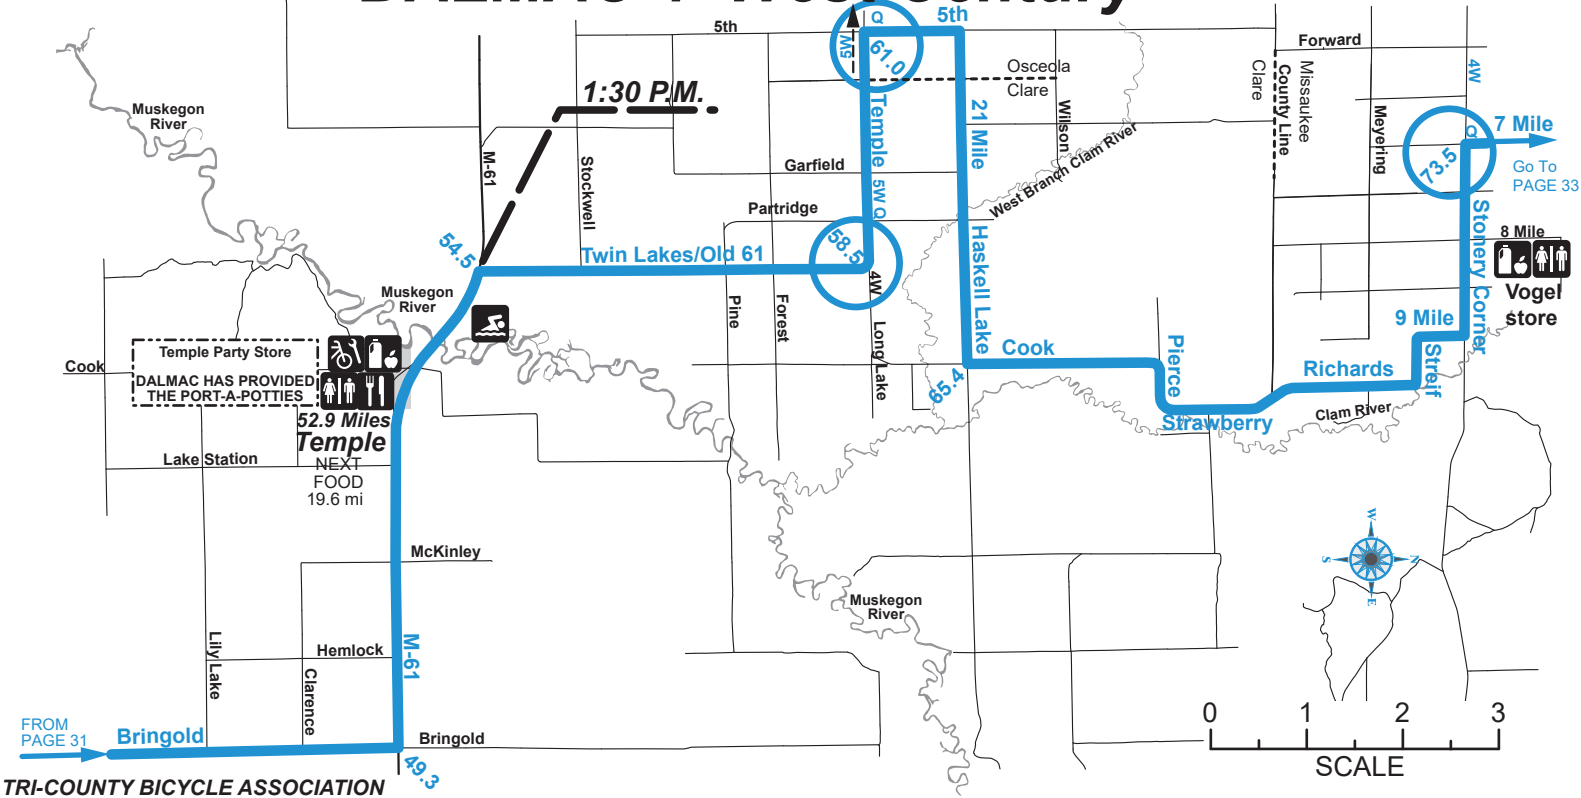 5th
5W
Q
5th
61.0
Forward
Osceola
Clare
Clare
County Line
Missaukee
4W
Muskegon
River
1:30 P.M.
Temple
21 Mile
Wilson
Meyering
Q
7 Mile
73.5
Go To
PAGE 33
M-61
Stockwell
Garfield
West Branch Clam River
5W Q
Partridge
Stonery Corner
8 Mile
54.5
Twin Lakes/Old 61
58.5
4W
Haskell Lake
Vogel
store
Muskegon
River
Pine
Forest
Long Lake
9 Mile
Streif
Temple Party Store
DALMAC HAS PROVIDED
THE PORT-A-POTTIES
Cook
Cook
Pierce
Richards
65.4
Strawberry
Clam River
52.9 Miles
Temple
NEXT
FOOD
19.6 mi
Lake Station
McKinley
W
S
N
E
Muskegon
River
Lily Lake
Hemlock
Clarence
M-61
FROM
PAGE 31
Bringold
Bringold
49.3
0 1 2 3
SCALE
TRI-COUNTY BICYCLE ASSOCIATION